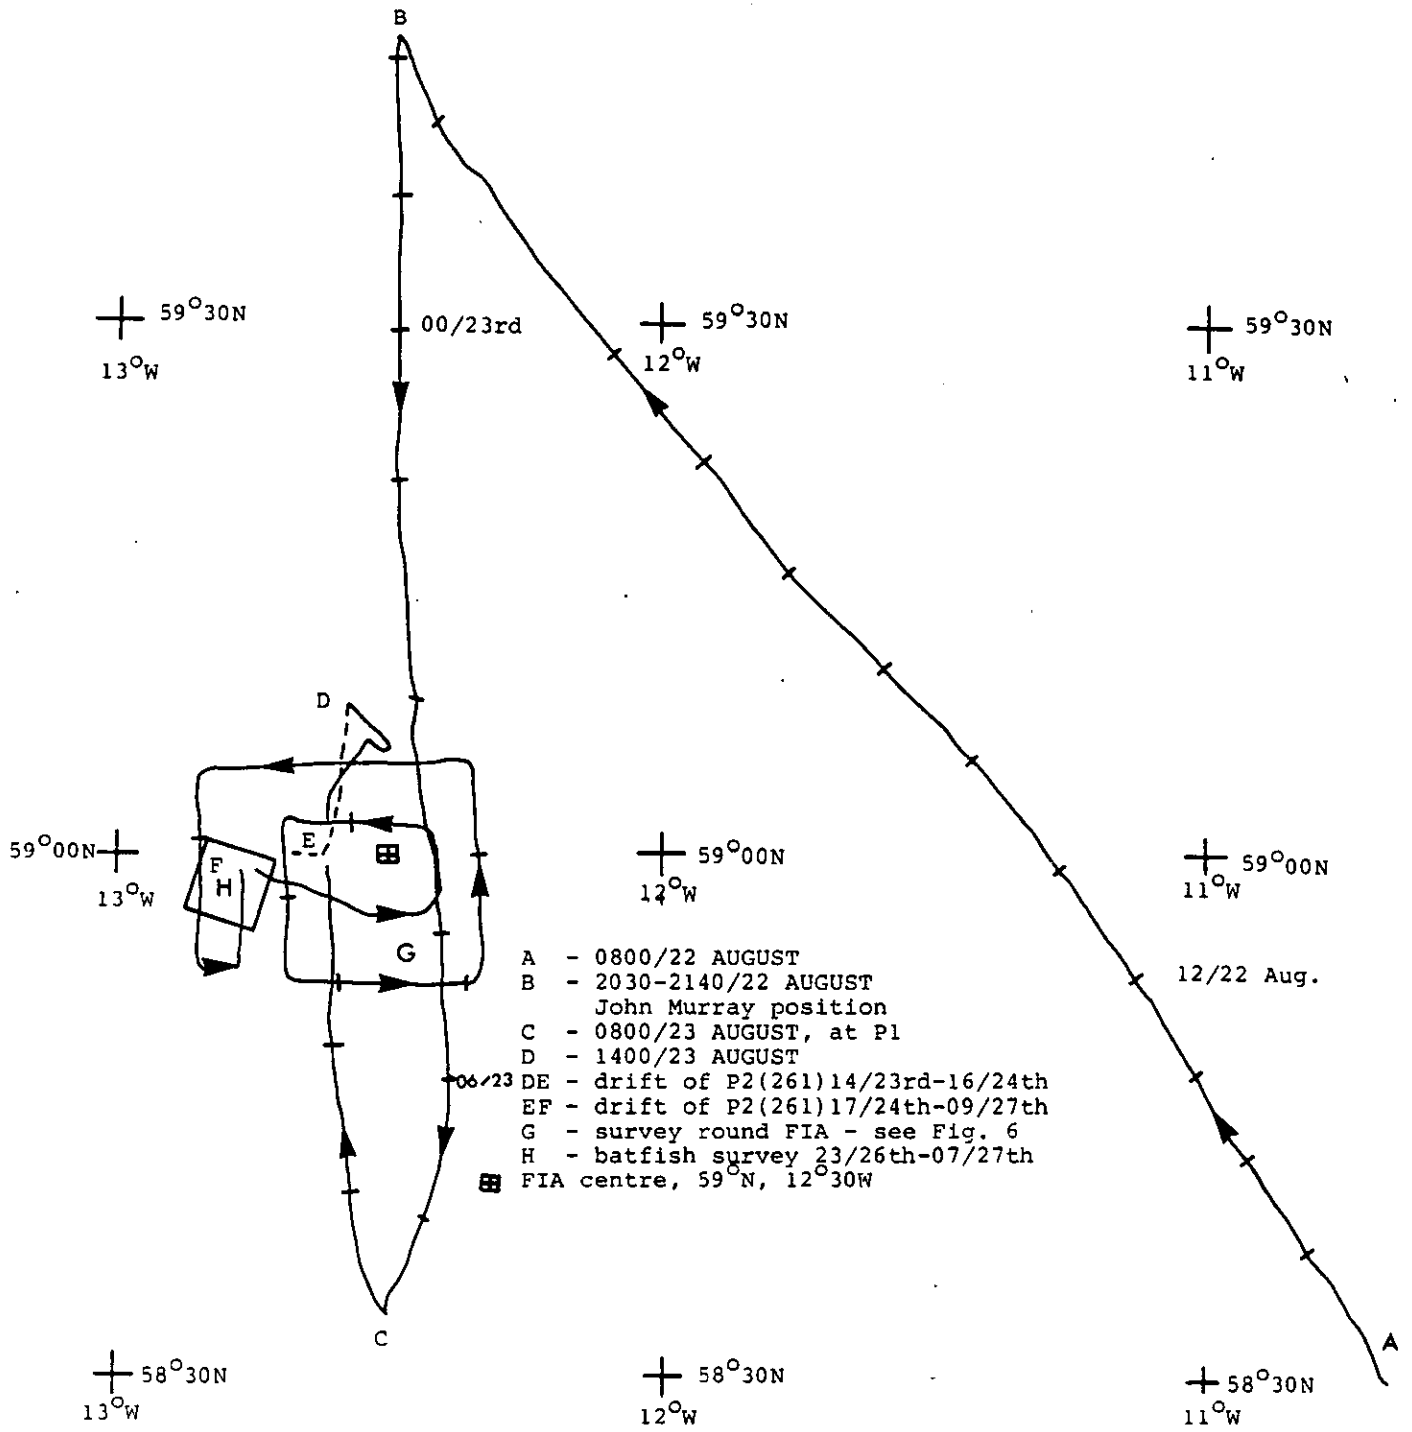 B
59°30N
13°W
00/23rd
59°30N
12°W
59°30N
11°W
D
E
F
H
59°00N
13°W
59°00N
12°W
59°00N
11°W
G
12/22 Aug.
A - 0800/22 AUGUST
B - 2030-2140/22 AUGUST
John Murray position
C - 0800/23 AUGUST, at P1
D - 1400/23 AUGUST
06/23
DE - drift of P2(261)14/23rd-16/24th
EF - drift of P2(261)17/24th-09/27th
G - survey round FIA - see Fig. 6
H - batfish survey 23/26th-07/27th
FIA centre, 59°N, 12°30W
C
A
58°30N
13°W
58°30N
12°W
58°30N
11°W